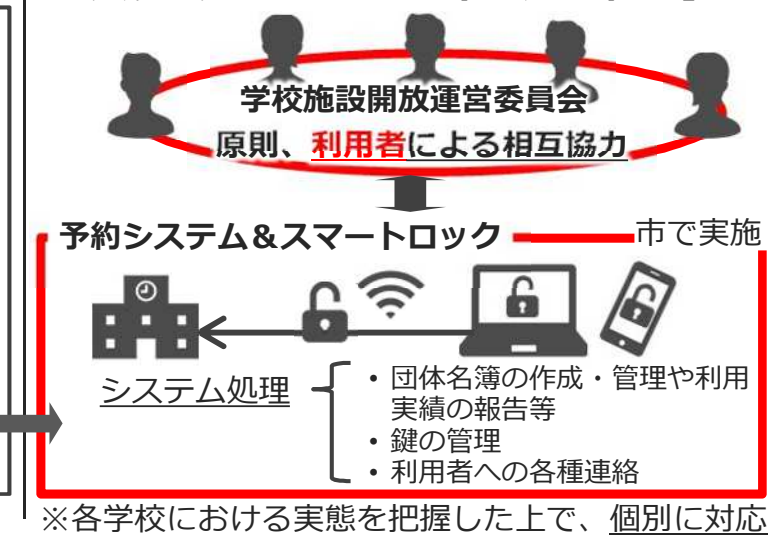 学校施設開放運営委員会
原則、利用者による相互協力
予約システム&スマートロック
市で実施
システム処理
・団体名簿の作成・管理や利用
実績の報告等
・鍵の管理
・利用者への各種連絡
※各学校における実態を把握した上で、個別に対応